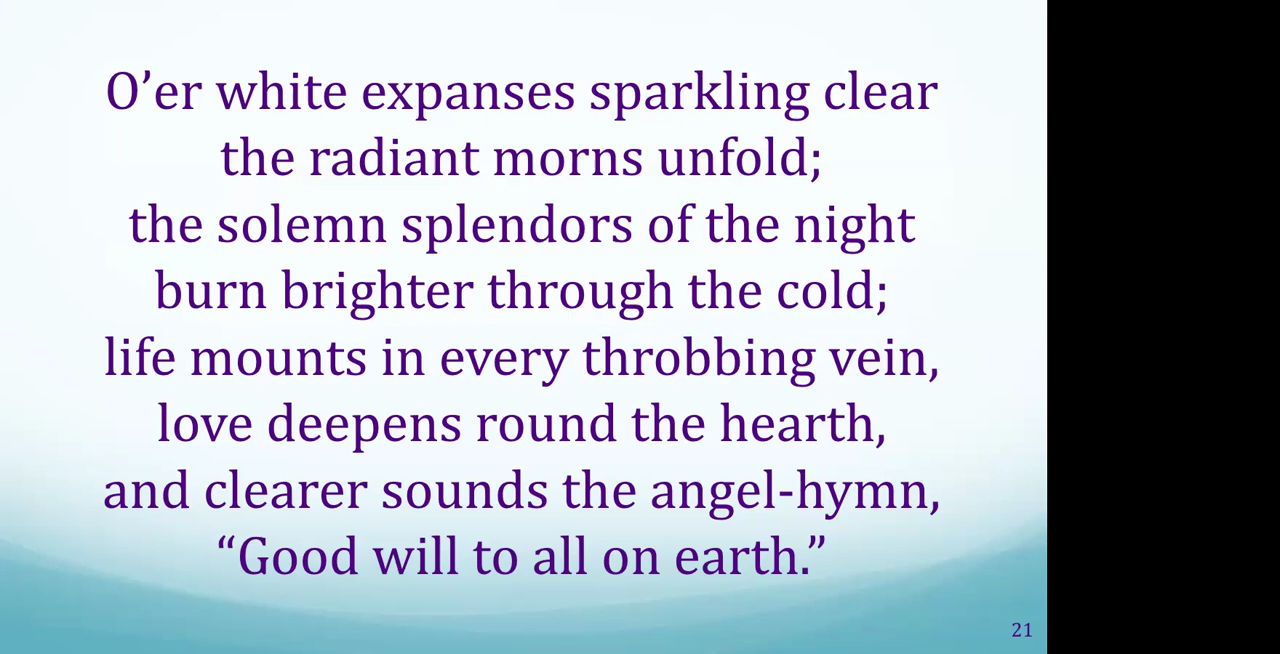 O’er white expanses sparkling clear
the radiant morns unfold;
the solemn splendors of the night
burn brighter through the cold;
life mounts in every throbbing vein,
love deepens round the hearth,
and clearer sounds the angel-hymn,
“Good will to all on earth.”
21